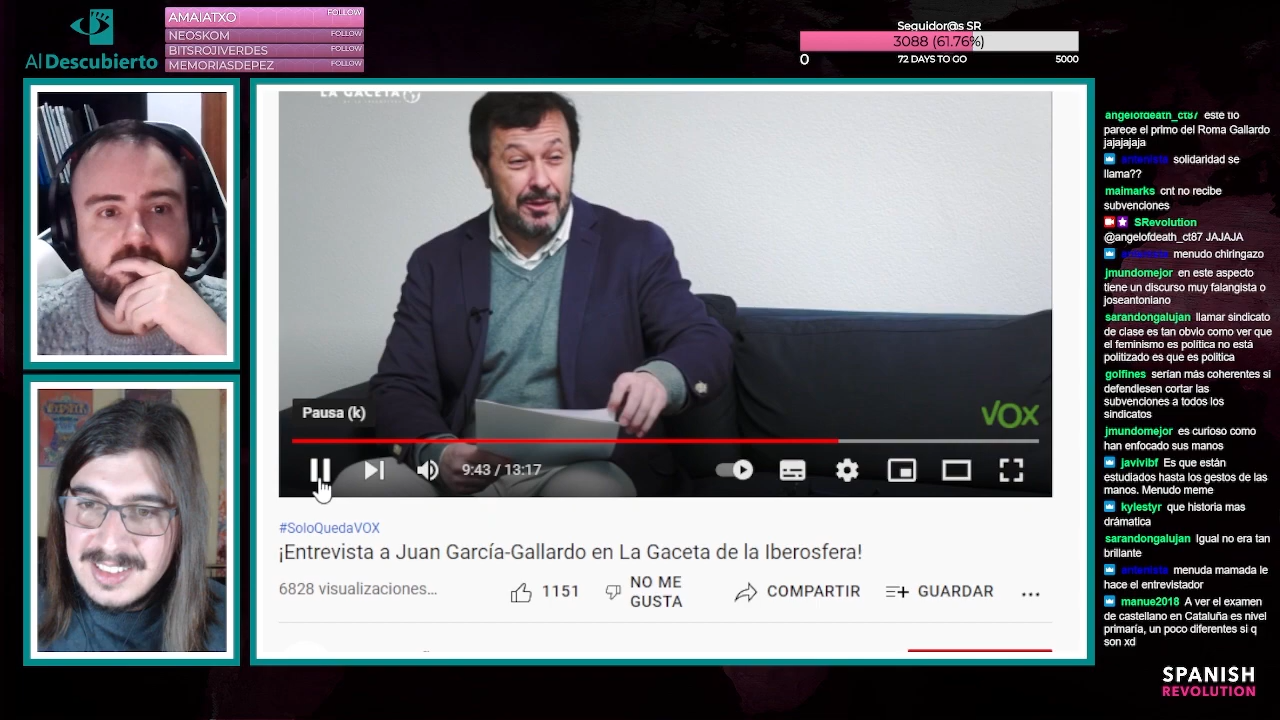 Al Descubierto
AMAIATXO FOLLOW
NEOSKOM FOLLOW
BITSROJIVERDES FOLLOW
MEMORIASDEPEZ FOLLOW
Seguidor@s SR
3088 (61.76%)
0 72 DAYS TO GO 5000
LA GACETA
VOX
Pausa (k)
9:43 / 13:17
#SoloQuedaVOX
¡Entrevista a Juan García-Gallardo en La Gaceta de la Iberosfera!
6828 visualizaciones...
1151
NO ME
GUSTA
COMPARTIR
GUARDAR
angelofdeath_ct87 este tio
parece el primo del Roma Gallardo
jajajajaja
solidaridad se
llama??
maimarks cnt no recibe
subvenciones
SRevolution
@angelofdeath_ct87 JAJAJA
menudo chiringazo
jmundomejor en este aspecto
tiene un discurso muy falangista o
joseantoniano
sarandongalujan llamar sindicato
de clase es tan obvio como ver que
el feminismo es política no está
politizado es que es politica
golfines serían más coherentes si
defendiesen cortar las
subvenciones a todos los
sindicatos
jmundomejor es curioso como
han enfocado sus manos
javivibf Es que están
estudiados hasta los gestos de las
manos. Menudo meme
kylestyr que historia mas
drámatica
sarandongalujan Igual no era tan
brillante
menuda mamada le
hace el entrevistador
manue2018 A ver el examen
de castellano en Cataluña es nivel
primaría, un poco diferentes si q
son xd
SPANISH
REVOLUTION